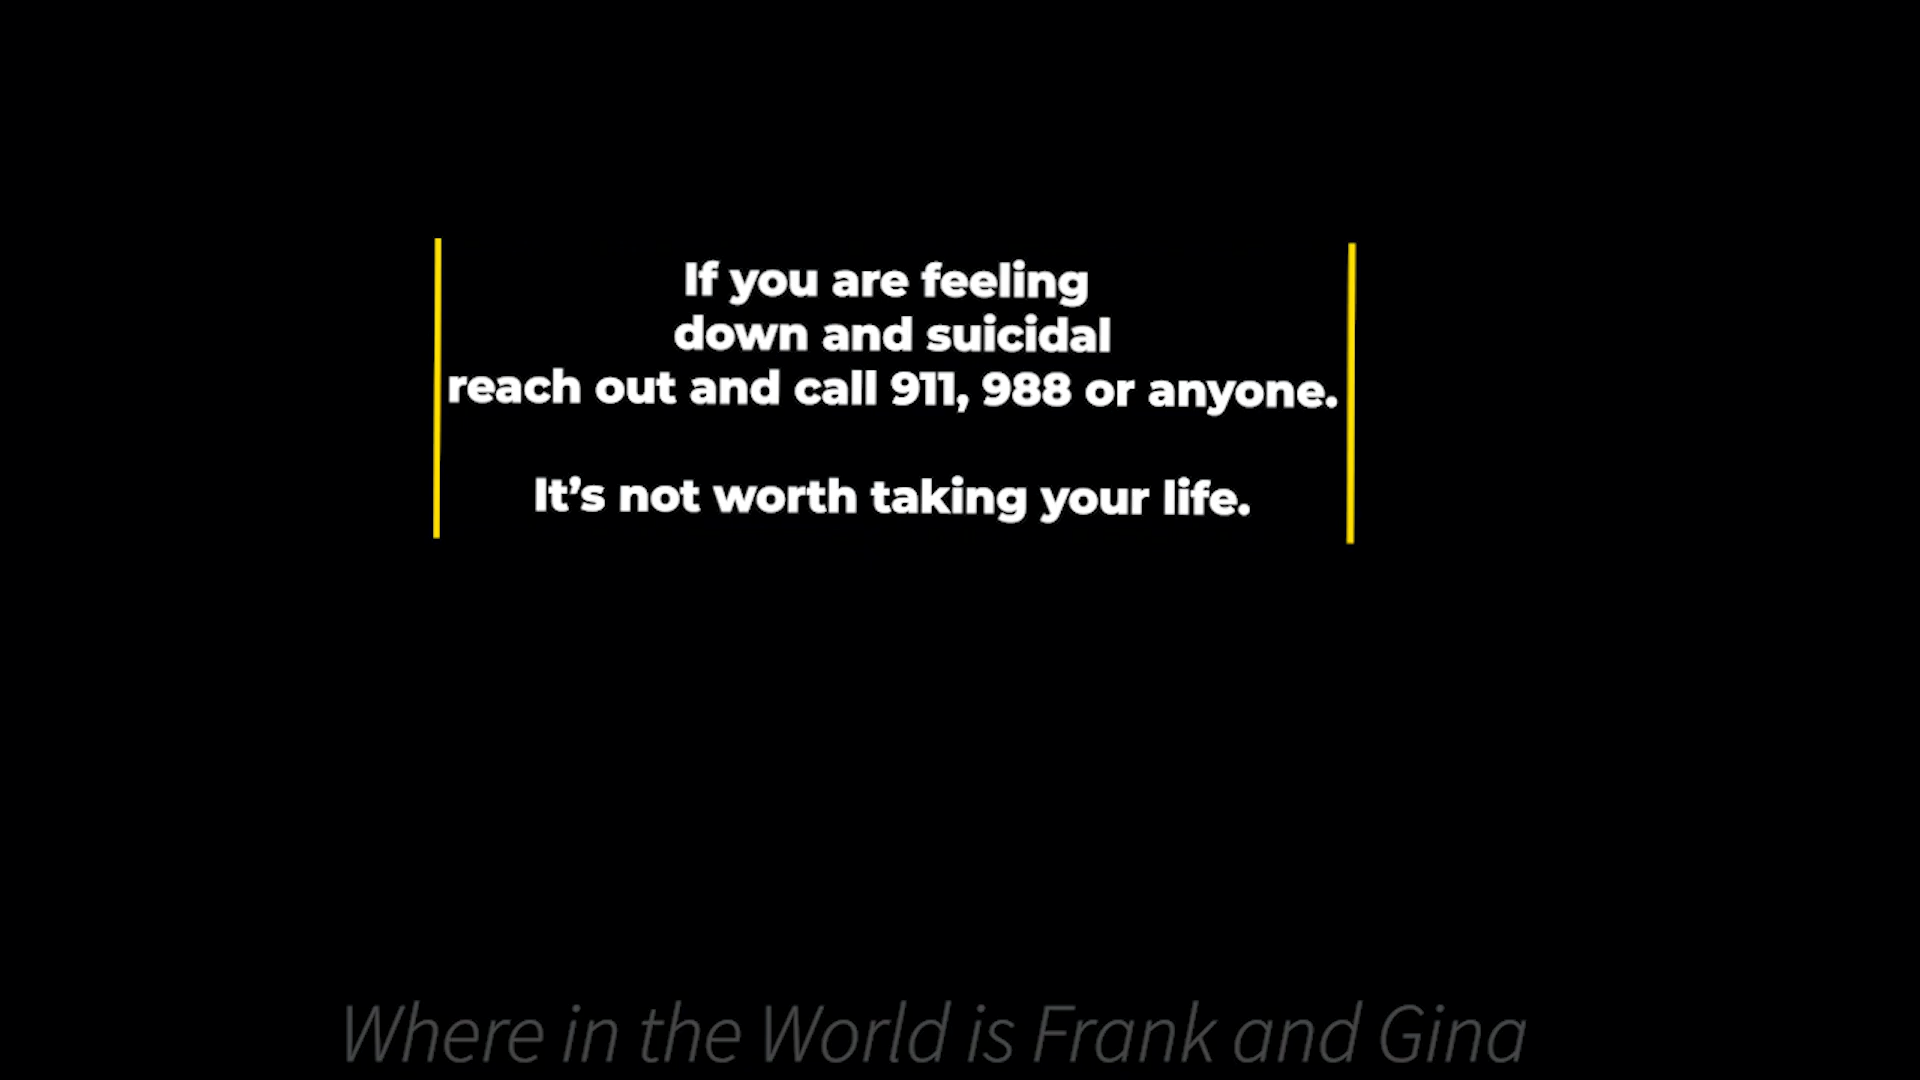 If you are feeling
down and suicidal
reach out and call 911, 988 or anyone.
It’s not worth taking your life.
Where in the World is Frank and Gina